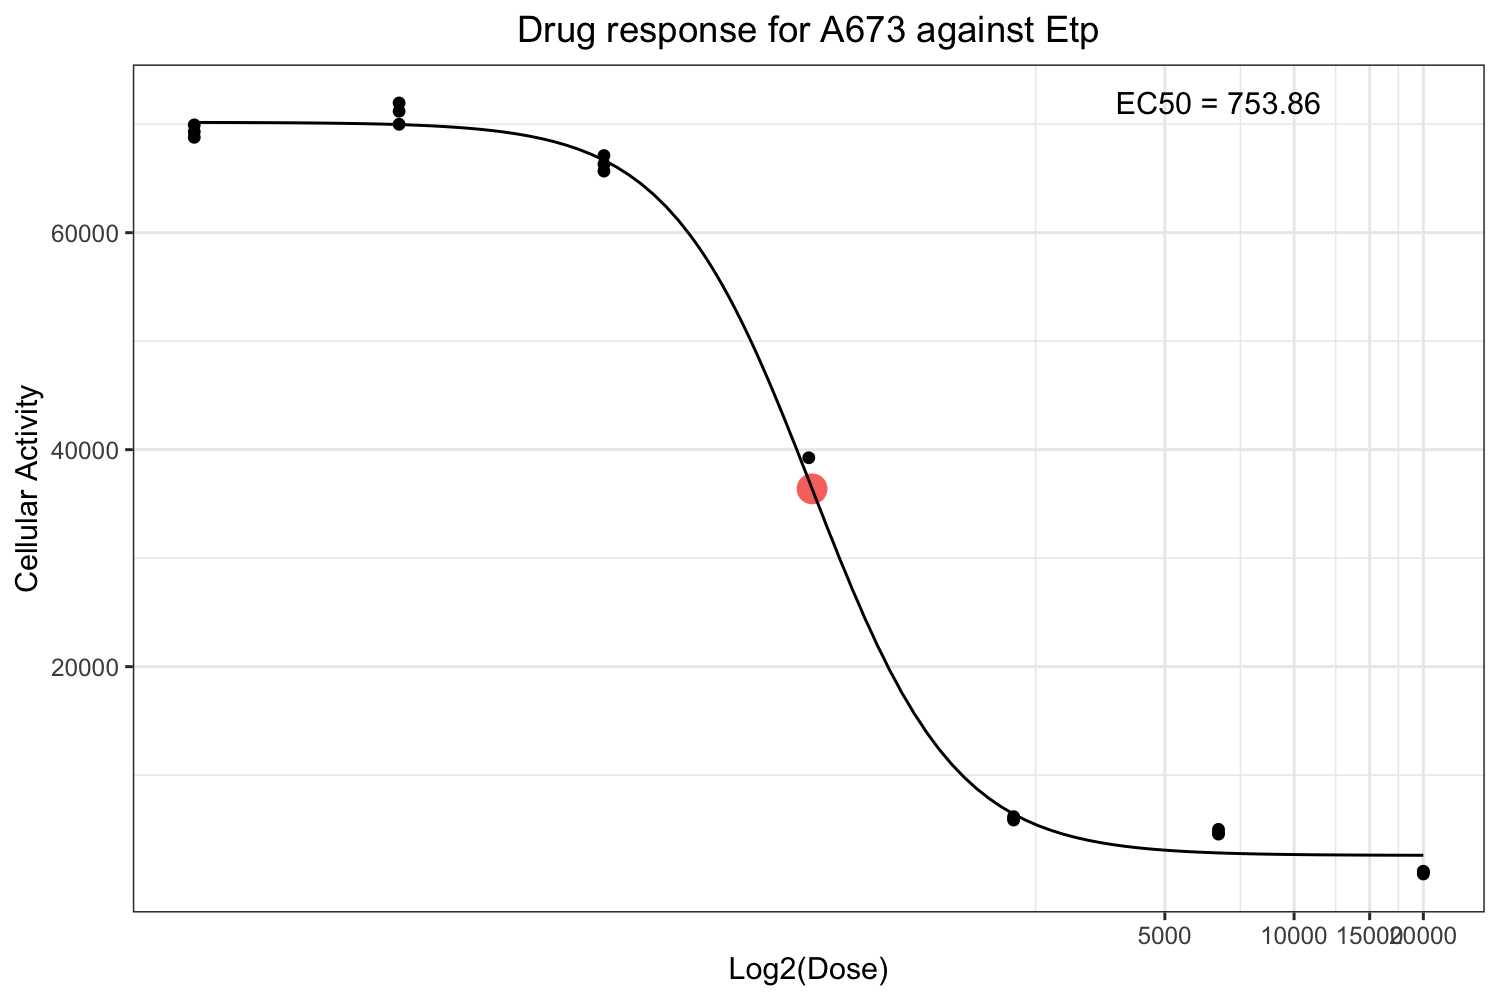 Drug response for A673 against Etp
EC50 = 753.86
Cellular Activity
60000
40000
20000
5000 10000 15000 20000
Log2(Dose)